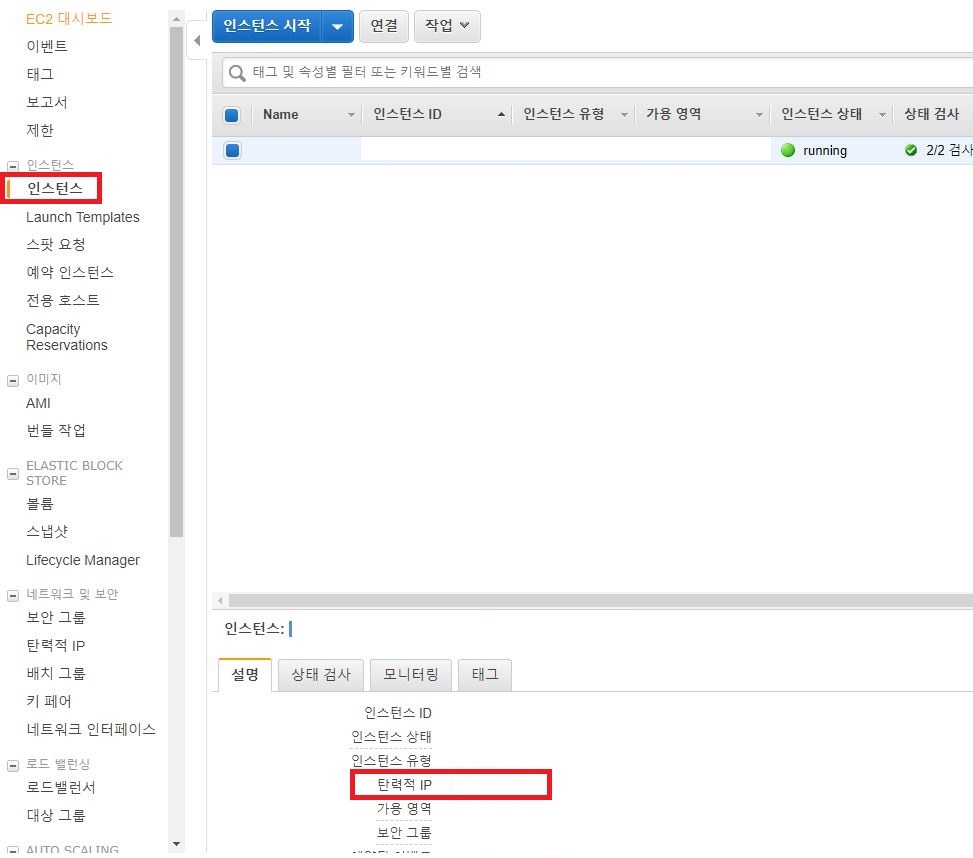 EC2 대시보드
이벤트
태그
보고서
제한
인스턴스
인스턴스
Launch Templates
스팟 요청
예약 인스턴스
전용 호스트
Capacity
Reservations
이미지
AMI
번들 작업
ELASTIC BLOCK
STORE
볼륨
스냅샷
Lifecycle Manager
네트워크 및 보안
보안 그룹
탄력적 IP
배치 그룹
키 페어
네트워크 인터페이스
로드 밸런싱
로드밸런서
대상 그룹
AUTO SCALING
인스턴스 시작 연결 작업
태그 및 속성별 필터 또는 키워드별 검색
Name 인스턴스 ID 인스턴스 유형 가용 영역 인스턴스 상태 상태 검사
running 2/2 검사
인스턴스:
설명 상태 검사 모니터링 태그
인스턴스 ID
인스턴스 상태
인스턴스 유형
탄력적 IP
가용 영역
보안 그룹